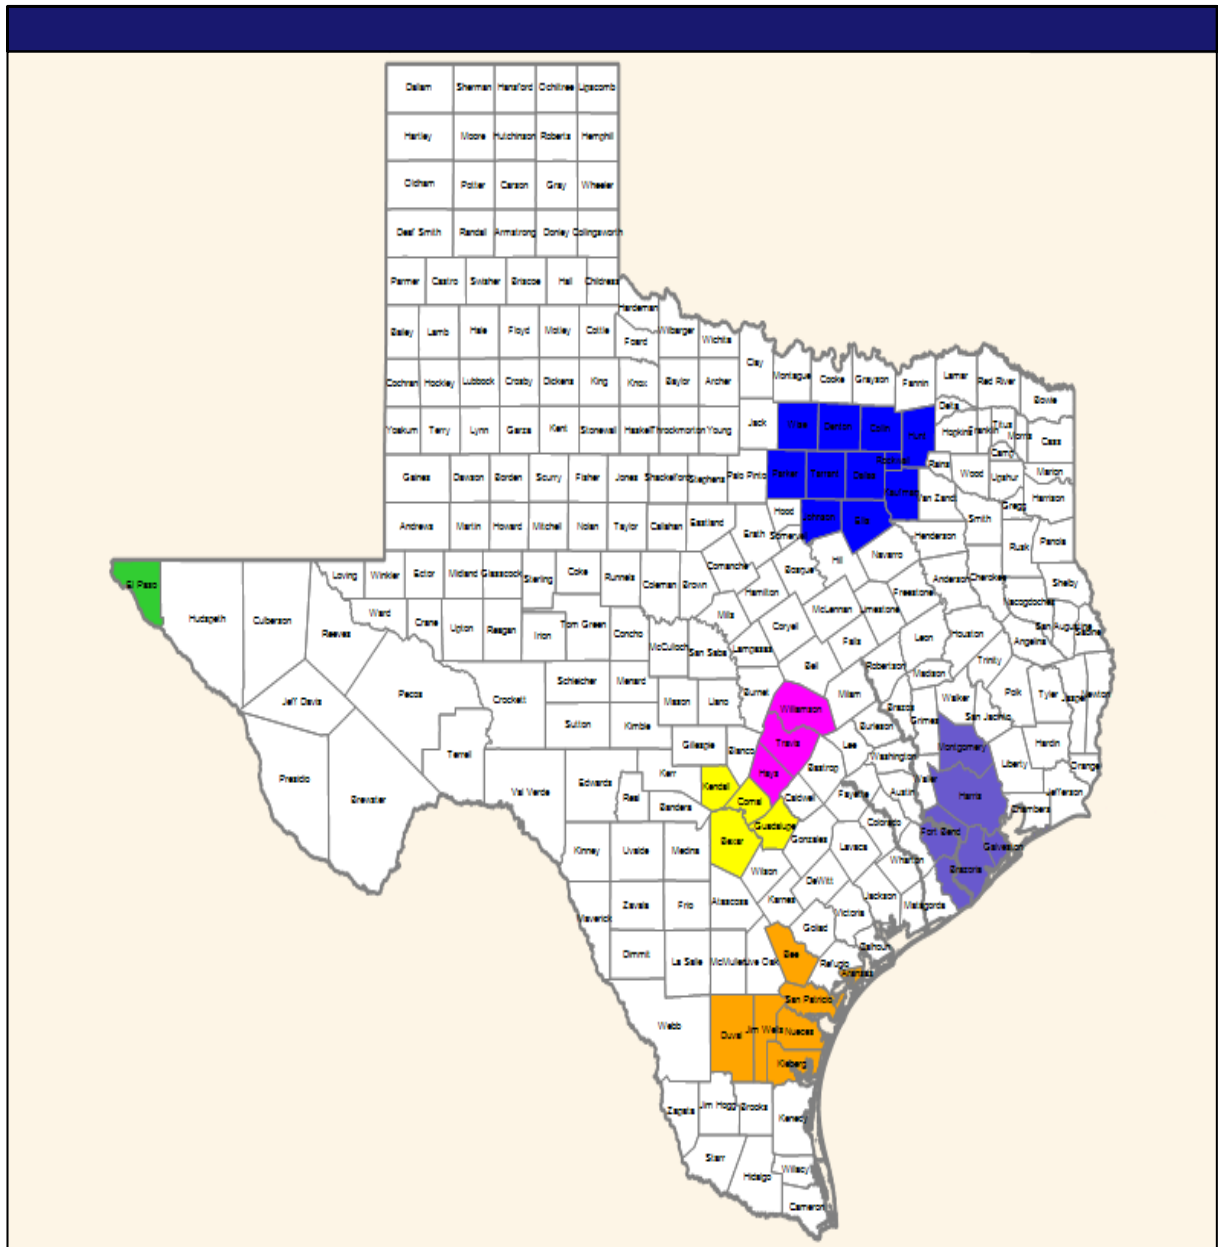 Dallam Sherman Hansford Ochiltree Lipscomb
Hartley Moore Hutchinson Roberts Hemphill
Oldham Potter Carson Gray Wheeler
Deaf Smith Randall Armstrong Donley Collingsworth
Parmer Castro Swisher Briscoe Hall Childress
Hardeman
Bailey Lamb Hale Floyd Motley Cottle Foard Wilbarger Wichita
Clay Montague Cooke Grayson Fannin Lamar Red River Bowie
Cochran Hockley Lubbock Crosby Dickens King Knox Baylor Archer
Yoakum Terry Lynn Garza Kent Stonewall Haskell Throckmorton Young Jack Wise Denton Collin Hunt Delta Hopkins Franklin Titus Morris Cass
Camp
Gaines Dawson Borden Scurry Fisher Jones Shackelford Stephens Palo Pinto Parker Tarrant Dallas Rockwall Rains Wood Upshur Marion
Kaufman Van Zandt Gregg Harrison
Andrews Martin Howard Mitchell Nolan Taylor Callahan Eastland Erath Hood Somervell Johnson Ellis Henderson Smith Rusk Panola
El Paso Hudspeth Culberson Reeves Loving Winkler Ector Midland Glasscock Sterling Coke Runnels Coleman Brown Comanche Bosque Hill Navarro Anderson Cherokee Shelby
Hamilton Freestone Nacogdoches
Ward Crane Upton Reagan Irion Tom Green Concho McCulloch San Saba Mills Lampasas Coryell McLennan Limestone Falls Leon Houston Angelina San Augustine Sabine
Jeff Davis Pecos Crockett Schleicher Menard Mason Llano Burnet Bell Milam Robertson Madison Trinity Polk Tyler Jasper Newton
Presidio Brewster Terrell Sutton Kimble Gillespie Blanco Williamson Travis Lee Burleson Brazos Grimes Walker San Jacinto Hardin
Montgomery Liberty Orange
Val Verde Edwards Real Kerr Bandera Kendall Comal Hays Bastrop Caldwell Fayette Washington Austin Waller Harris Chambers Jefferson
Kinney Uvalde Medina Bexar Guadalupe Gonzales Lavaca Colorado Wharton Fort Bend Galveston Brazoria
Maverick Zavala Frio Atascosa Wilson Karnes DeWitt Victoria Jackson Matagorda
Dimmit La Salle McMullen Live Oak Bee Goliad Refugio Calhoun Aransas
San Patricio
Webb Duval Jim Wells Nueces
Kleberg
Zapata Jim Hogg Brooks Kenedy
Starr Hidalgo Willacy
Cameron